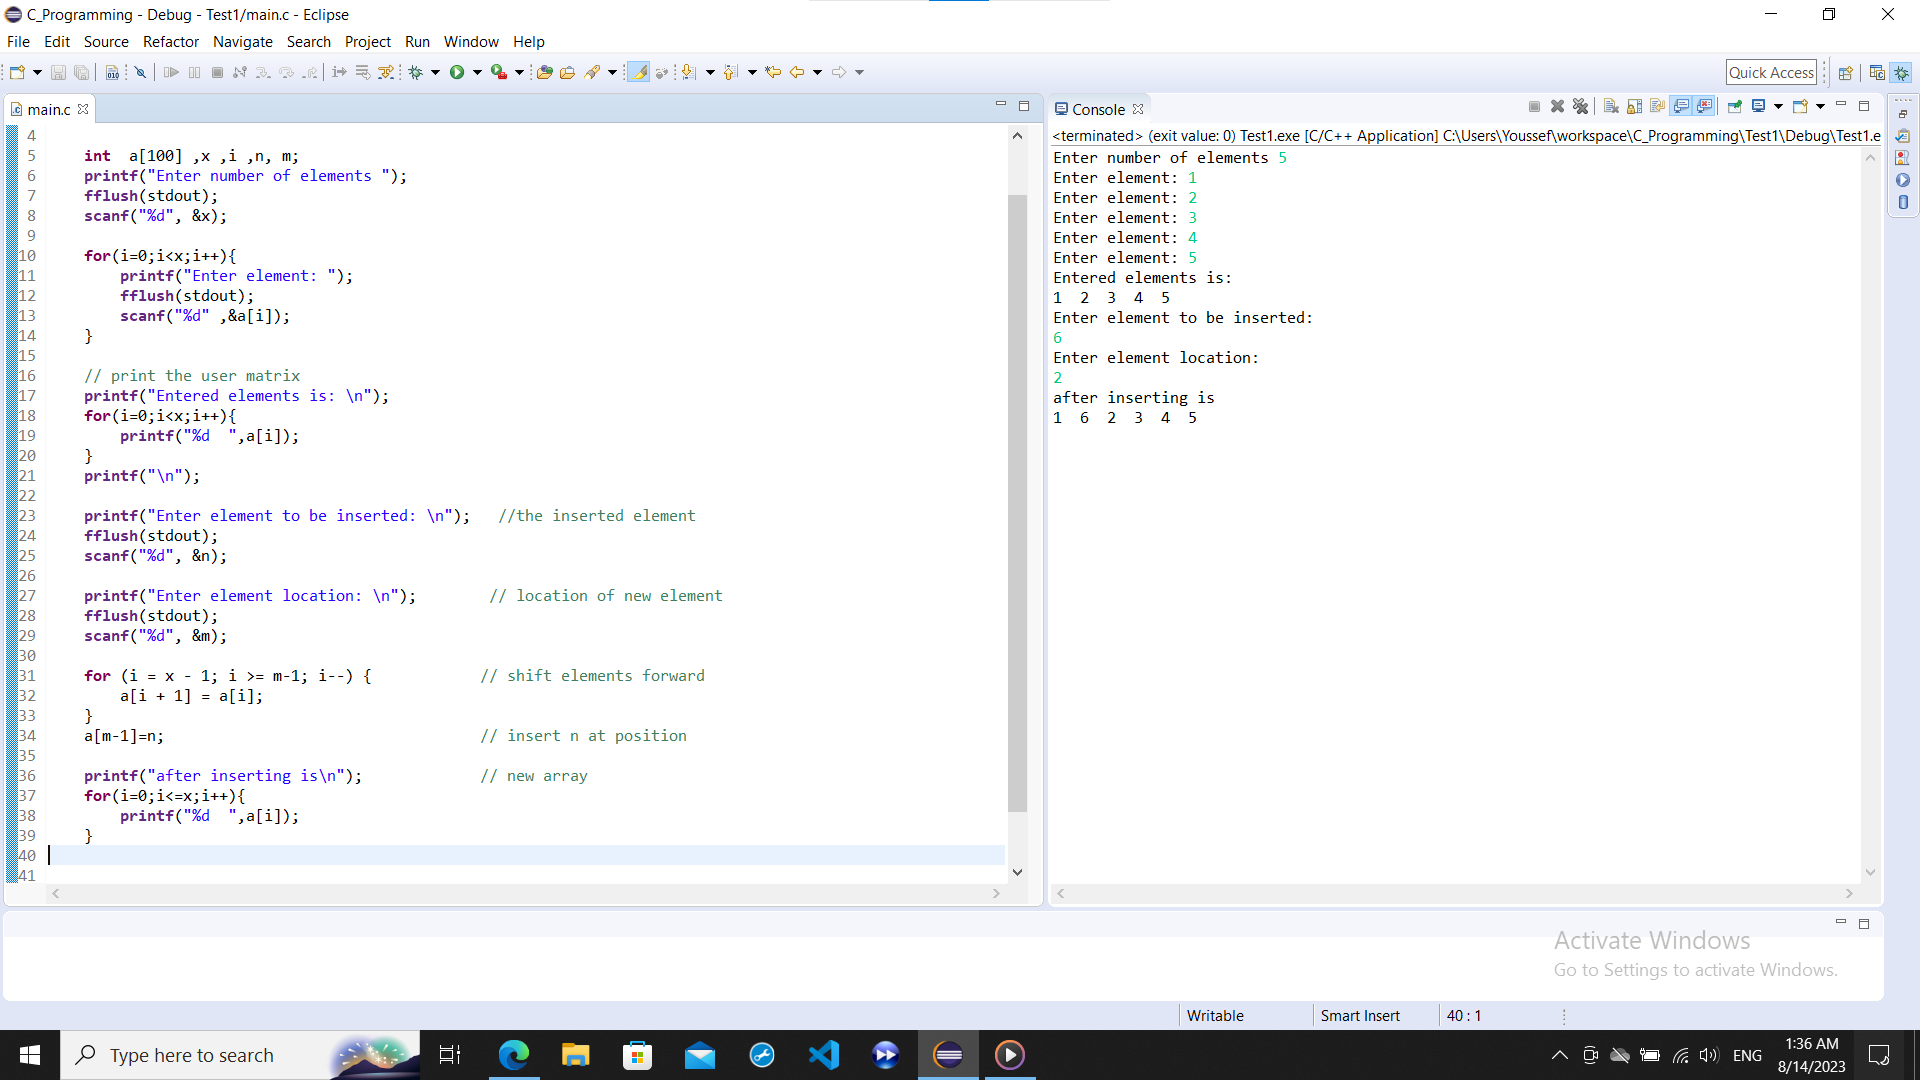 C_Programming - Debug - Test1/main.c - Eclipse
File Edit Source Refactor Navigate Search Project Run Window Help
Quick Access
main.c
4
5 int  a[100] ,x ,i ,n, m;
6 printf("Enter number of elements ");
7 fflush(stdout);
8 scanf("%d", &x);
9
10 for(i=0;i<x;i++){
11     printf("Enter element: ");
12     fflush(stdout);
13     scanf("%d" ,&a[i]);
14 }
15
16 // print the user matrix
17 printf("Entered elements is: \n");
18 for(i=0;i<x;i++){
19     printf("%d  ",a[i]);
20 }
21 printf("\n");
22
23 printf("Enter element to be inserted: \n");   //the inserted element
24 fflush(stdout);
25 scanf("%d", &n);
26
27 printf("Enter element location: \n");        // location of new element
28 fflush(stdout);
29 scanf("%d", &m);
30
31 for (i = x - 1; i >= m-1; i--) {            // shift elements forward
32     a[i + 1] = a[i];
33 }
34 a[m-1]=n;                                   // insert n at position
35
36 printf("after inserting is\n");             // new array
37 for(i=0;i<=x;i++){
38     printf("%d  ",a[i]);
39 }
40
41
Console
<terminated> (exit value: 0) Test1.exe [C/C++ Application] C:\Users\Youssef\workspace\C_Programming\Test1\Debug\Test1.e
Enter number of elements 5
Enter element: 1
Enter element: 2
Enter element: 3
Enter element: 4
Enter element: 5
Entered elements is:
1  2  3  4  5
Enter element to be inserted:
6
Enter element location:
2
after inserting is
1  6  2  3  4  5
Activate Windows
Go to Settings to activate Windows.
Writable Smart Insert 40 : 1
Type here to search
ENG
1:36 AM
8/14/2023